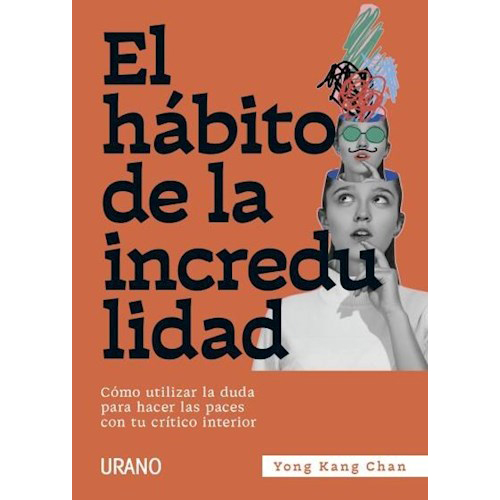 El
hábito
de la
incredu
lidad
Cómo utilizar la duda
para hacer las paces
con tu crítico interior
URANO
Yong Kang Chan